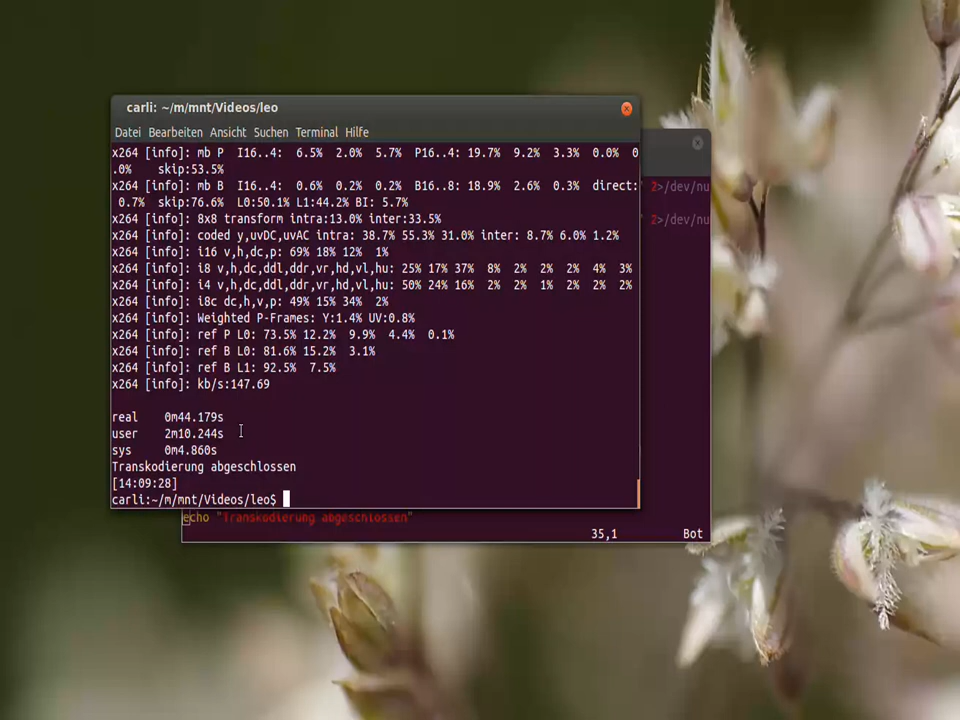 carli: ~/m/mnt/Videos/leo
Datei Bearbeiten Ansicht Suchen Terminal Hilfe
x264 [info]: mb P I16..4: 6.5% 2.0% 5.7% P16..4: 19.7% 9.2% 3.3% 0.0% 0
.0% skip:53.5%
x264 [info]: mb B I16..4: 0.6% 0.2% 0.2% B16..8: 18.9% 2.6% 0.3% direct:
0.7% skip:76.6% L0:50.1% L1:44.2% BI: 5.7%
x264 [info]: 8x8 transform intra:13.0% inter:33.5%
x264 [info]: coded y,uvDC,uvAC intra: 38.7% 55.3% 31.0% inter: 8.7% 6.0% 1.2%
x264 [info]: i16 v,h,dc,p: 69% 18% 12% 1%
x264 [info]: i8 v,h,dc,ddl,ddr,vr,hd,vl,hu: 25% 17% 37% 8% 2% 2% 2% 4% 3%
x264 [info]: i4 v,h,dc,ddl,ddr,vr,hd,vl,hu: 50% 24% 16% 2% 2% 1% 2% 2% 2%
x264 [info]: i8c dc,h,v,p: 49% 15% 34% 2%
x264 [info]: Weighted P-Frames: Y:1.4% UV:0.8%
x264 [info]: ref P L0: 73.5% 12.2% 9.9% 4.4% 0.1%
x264 [info]: ref B L0: 81.6% 15.2% 3.1%
x264 [info]: ref B L1: 92.5% 7.5%
x264 [info]: kb/s:147.69
real 0m44.179s
user 2m10.244s
sys 0m4.860s
Transkodierung abgeschlossen
[14:09:28]
carli:~/m/mnt/Videos/leo$
" 2>/dev/nu
" 2>/dev/nu
echo "Transkodierung abgeschlossen"
35,1 Bot